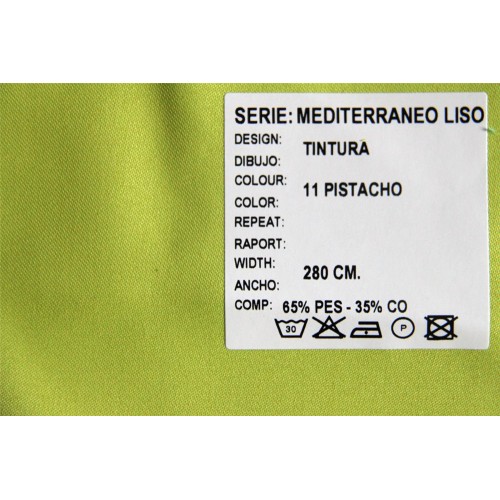 SERIE: MEDITERRANEO LISO
DESIGN:
DIBUJO: TINTURA
COLOUR:
COLOR: 11 PISTACHO
REPEAT:
RAPORT:
WIDTH:
ANCHO: 280 CM.
COMP: 65% PES - 35% CO
30 P